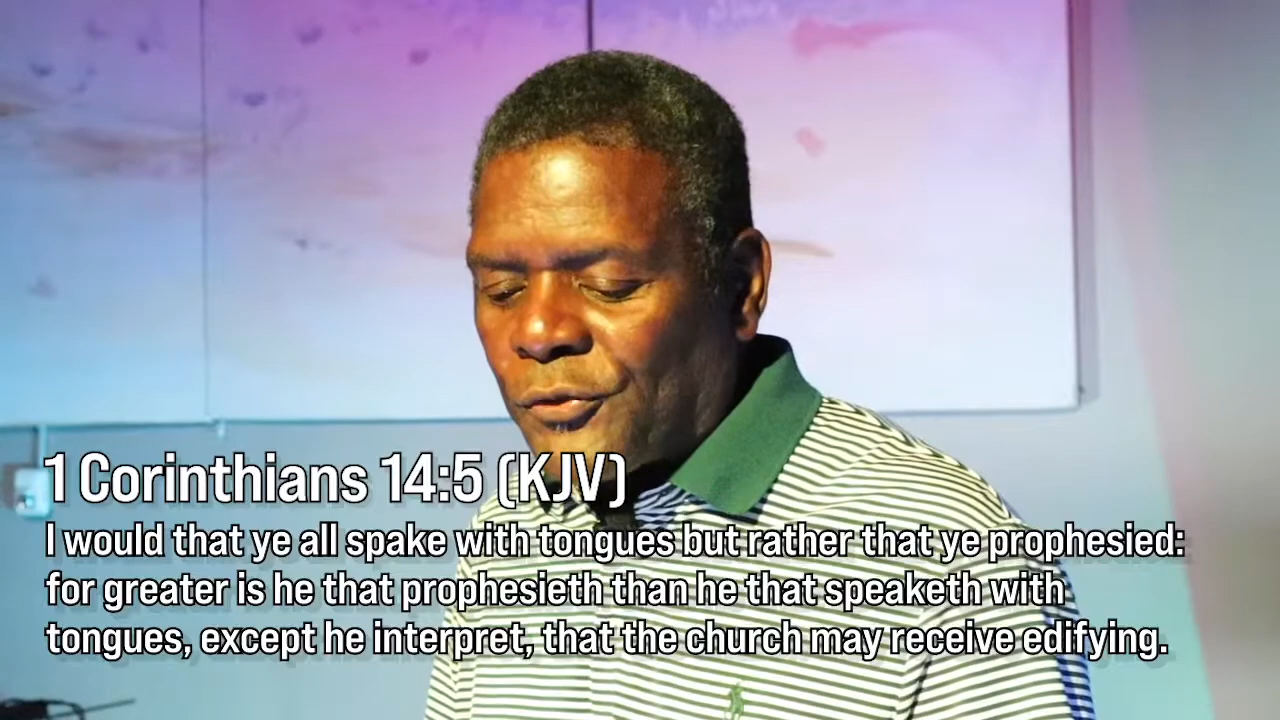 1 Corinthians 14:5 (KJV)
I would that ye all spake with tongues but rather that ye prophesied:
for greater is he that prophesieth than he that speaketh with
tongues, except he interpret, that the church may receive edifying.